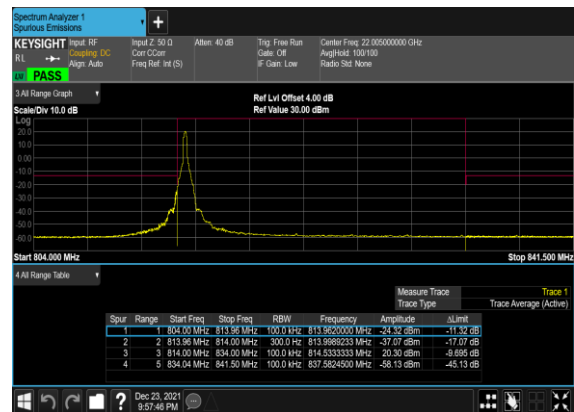 Spectrum Analyzer 1
Spurious Emissions
KEYSIGHT Input: RF Input Z: 50 Ω Atten: 40 dB Trig: Free Run Center Freq: 22.005000000 GHz
RL Coupling: DC Corr CCorr Gate: Off Avg|Hold: 100/100
Align: Auto Freq Ref: Int (S) IF Gain: Low Radio Std: None
PASS
3 All Range Graph
Ref Lvl Offset 4.00 dB
Scale/Div 10.0 dB Ref Value 30.00 dBm
Log
20.0
10.0
0.00
-10.0
-20.0
-30.0
-40.0
-50.0
-60.0
Start 804.000 MHz Stop 841.500 MHz
4 All Range Table
Measure Trace Trace 1
Trace Type Trace Average (Active)
Spur Range Start Freq Stop Freq RBW Frequency Amplitude ΔLimit
1 1 804.00 MHz 813.96 MHz 100.0 kHz 813.9620000 MHz -24.32 dBm -11.32 dB
2 2 813.96 MHz 814.00 MHz 300.0 Hz 813.9989233 MHz -37.07 dBm -17.07 dB
3 3 814.00 MHz 834.00 MHz 100.0 kHz 814.5333333 MHz 20.30 dBm -9.695 dB
4 5 834.04 MHz 841.50 MHz 100.0 kHz 837.5824500 MHz -58.13 dBm -45.13 dB
? Dec 23, 2021
9:57:46 PM